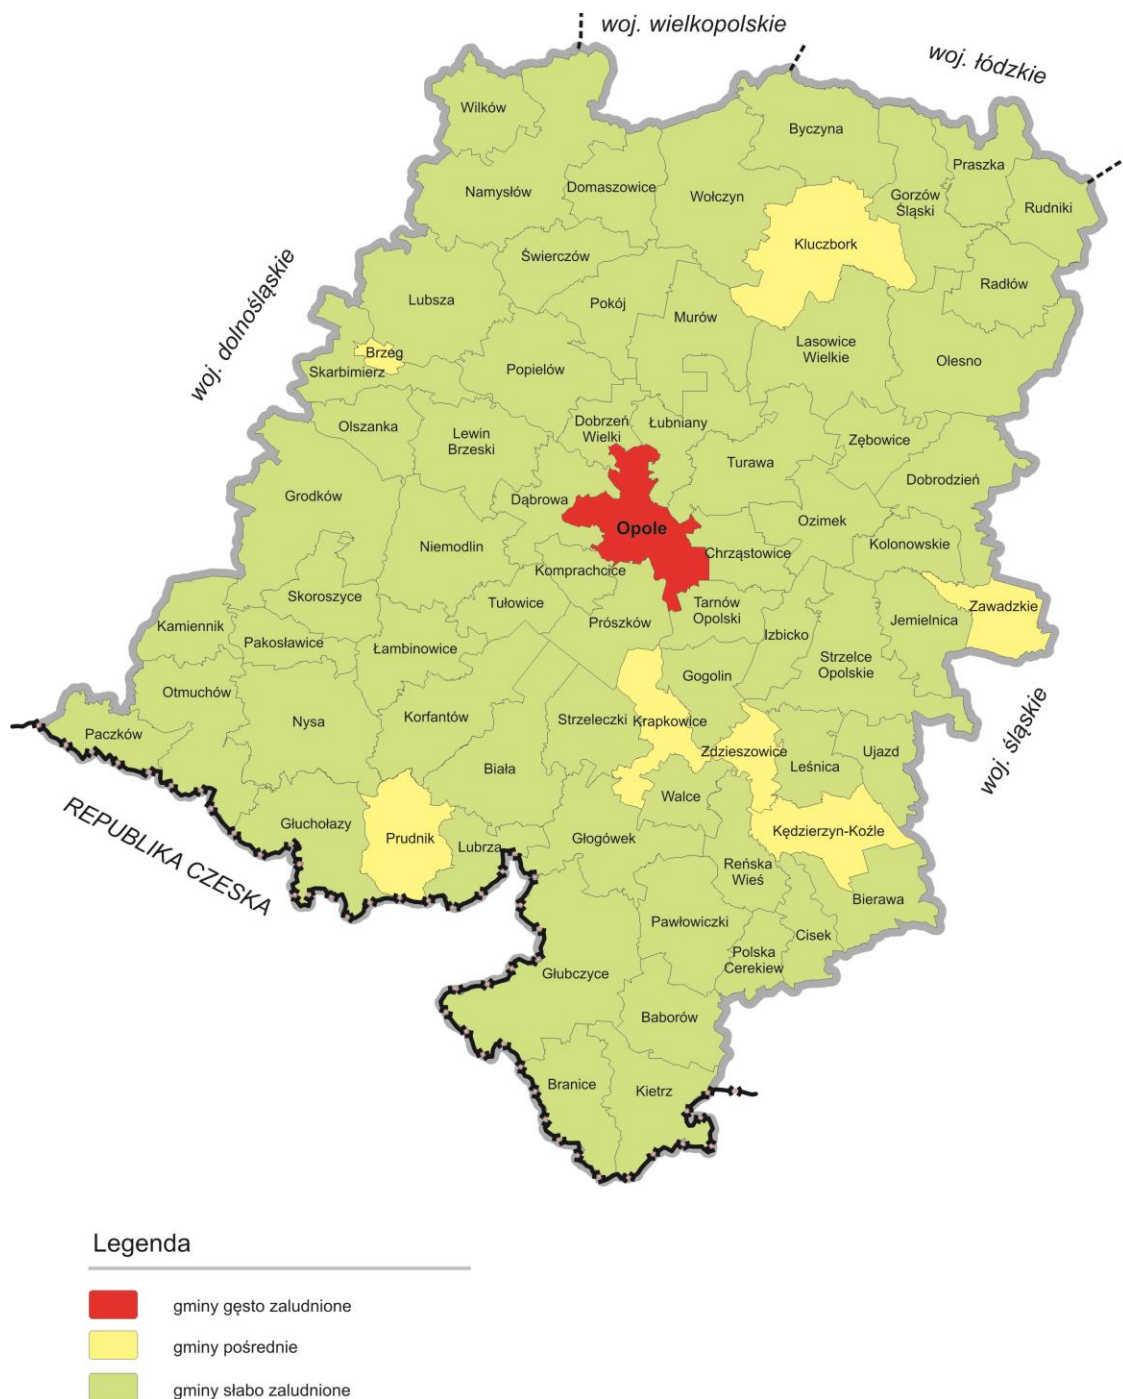 woj. wielkopolskie
woj. łódzkie
Wilków
Byczyna
Praszka
Namysłów
Domaszowice
Wołczyn
Gorzów
Śląski
Rudniki
Kluczbork
Świerczów
woj. dolnośląskie
Lubsza
Pokój
Murów
Radłów
Lasowice
Wielkie
Olesno
Brzeg
Skarbimierz
Popielów
Olszanka
Lewin
Brzeski
Dobrzeń
Wielki
Łubniany
Zębowice
Turawa
Dobrodzień
Grodków
Dąbrowa
Opole
Ozimek
Niemodlin
Chrząstowice
Kolonowskie
Komprachcice
Skoroszyce
Tułowice
Tarnów
Opolski
Zawadzkie
Kamiennik
Prószków
Izbicko
Jemielnica
Pakosławice
Łambinowice
Strzelce
Opolskie
Gogolin
Otmuchów
Nysa
Korfantów
Strzeleczki
Krapkowice
Paczków
Zdzieszowice
Ujazd
woj. śląskie
Biała
Leśnica
Walce
REPUBLIKA CZESKA
Głuchołazy
Prudnik
Lubrza
Głogówek
Kędzierzyn-Koźle
Reńska
Wieś
Bierawa
Pawłowiczki
Cisek
Polska
Cerekiew
Głubczyce
Baborów
Branice
Kietrz
Legenda
gminy gęsto zaludnione
gminy pośrednie
gminy słabo zaludnione